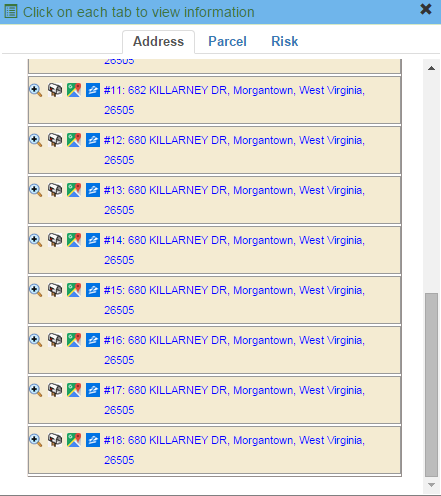 Click on each tab to view information
Address Parcel Risk
26505
#11: 682 KILLARNEY DR, Morgantown, West Virginia,
26505
#12: 680 KILLARNEY DR, Morgantown, West Virginia,
26505
#13: 680 KILLARNEY DR, Morgantown, West Virginia,
26505
#14: 680 KILLARNEY DR, Morgantown, West Virginia,
26505
#15: 680 KILLARNEY DR, Morgantown, West Virginia,
26505
#16: 680 KILLARNEY DR, Morgantown, West Virginia,
26505
#17: 680 KILLARNEY DR, Morgantown, West Virginia,
26505
#18: 680 KILLARNEY DR, Morgantown, West Virginia,
26505